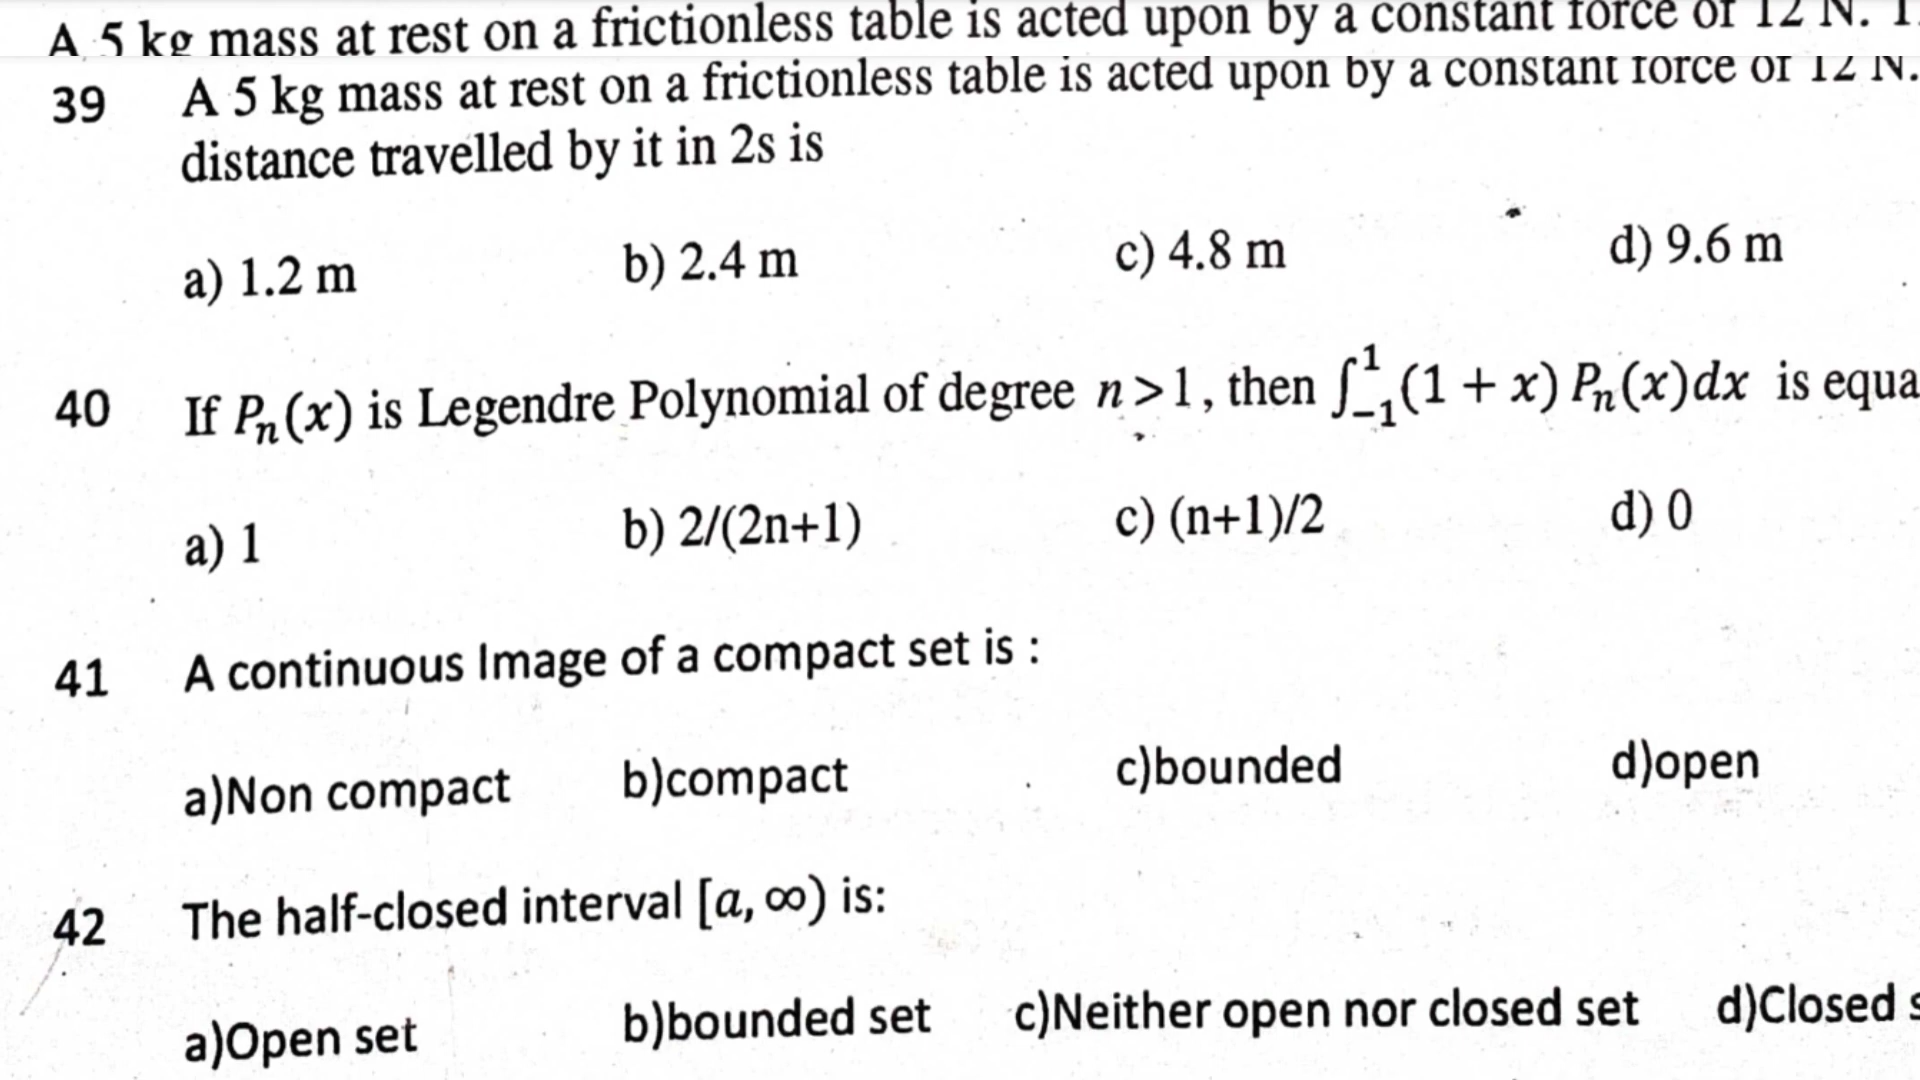 A 5 kg mass at rest on a frictionless table is acted upon by a constant force of 12 N.
39 A 5 kg mass at rest on a frictionless table is acted upon by a constant force of 12 N.
distance travelled by it in 2s is
a) 1.2 m b) 2.4 m c) 4.8 m d) 9.6 m
40 If Pₙ(x) is Legendre Polynomial of degree n>1, then ∫₋₁¹(1 + x) Pₙ(x)dx is equa
a) 1 b) 2/(2n+1) c) (n+1)/2 d) 0
41 A continuous Image of a compact set is :
a)Non compact b)compact c)bounded d)open
42 The half-closed interval [a, ∞) is:
a)Open set b)bounded set c)Neither open nor closed set d)Closed s